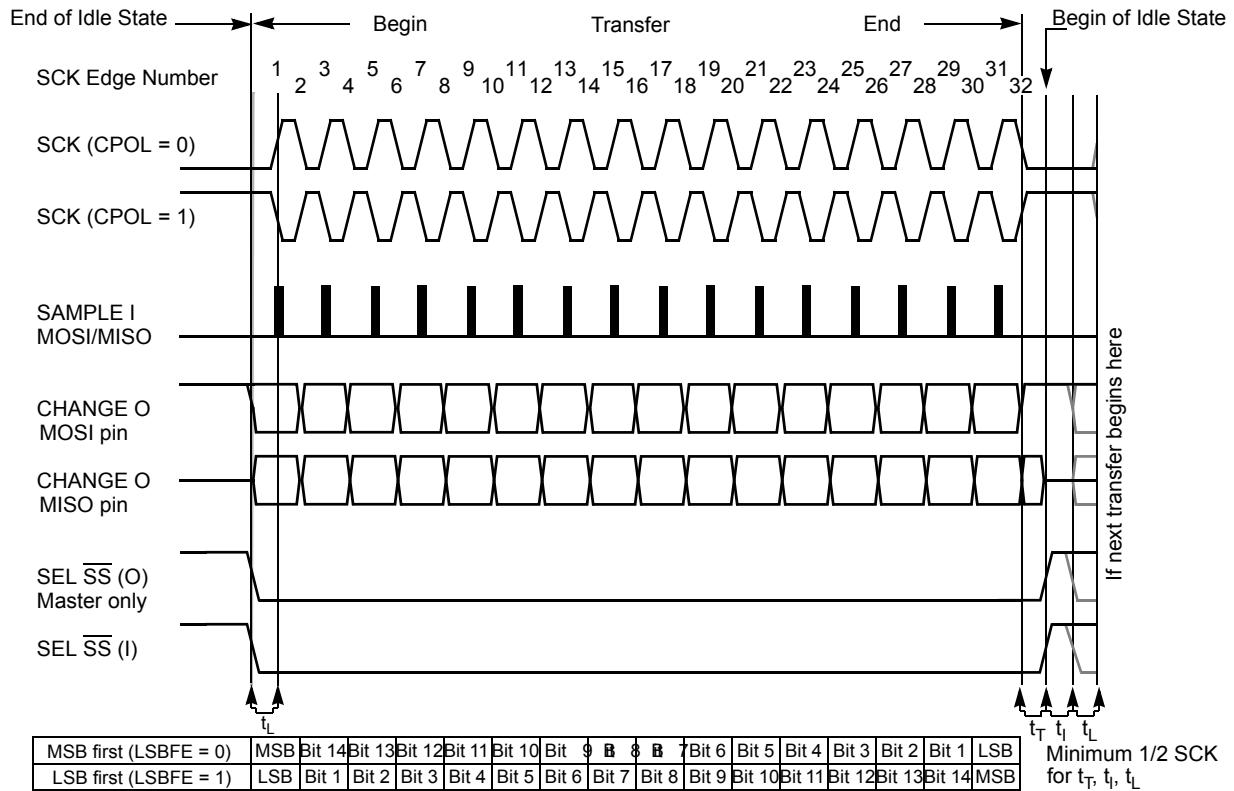 End of Idle State
Begin
Transfer
End
Begin of Idle State
SCK Edge Number
1 2 3 4 5 6 7 8 9 10 11 12 13 14 15 16 17 18 19 20 21 22 23 24 25 26 27 28 29 30 31 32
SCK (CPOL = 0)
SCK (CPOL = 1)
SAMPLE I
MOSI/MISO
CHANGE O
MOSI pin
CHANGE O
MISO pin
SEL SS (O)
Master only
SEL SS (I)
If next transfer begins here
tL
tT tI tL
MSB first (LSBFE = 0) MSB Bit 14 Bit 13 Bit 12 Bit 11 Bit 10 Bit 9 8 7 Bit 6 Bit 5 Bit 4 Bit 3 Bit 2 Bit 1 LSB
LSB first (LSBFE = 1) LSB Bit 1 Bit 2 Bit 3 Bit 4 Bit 5 Bit 6 Bit 7 Bit 8 Bit 9 Bit 10 Bit 11 Bit 12 Bit 13 Bit 14 MSB
Minimum 1/2 SCK
for tT, tI, tL